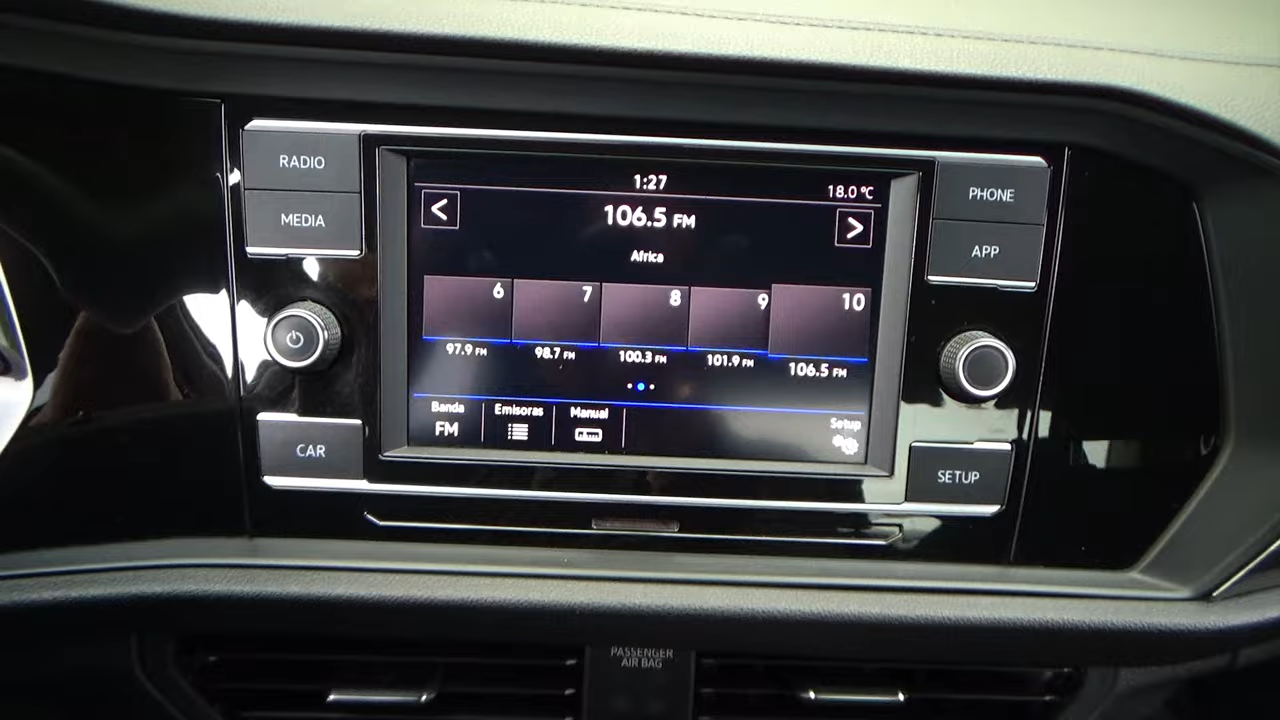 RADIO
MEDIA
CAR
1:27
18.0 °C
<
106.5 FM
>
Africa
6
7
8
9
10
97.9 FM
98.7 FM
100.3 FM
101.9 FM
106.5 FM
Banda
FM
Emisoras
Manual
Setup
PHONE
APP
SETUP
PASSENGER
AIR BAG